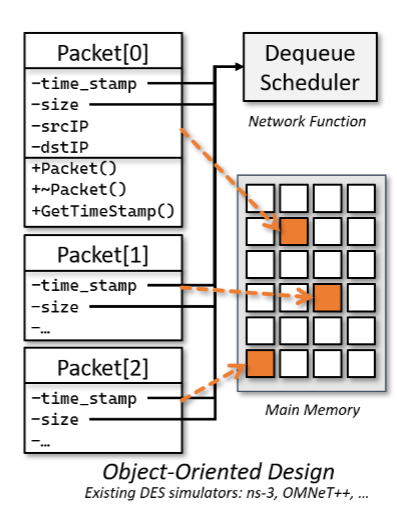 Packet[0]
-time_stamp
-size
-srcIP
-dstIP
+Packet()
+~Packet()
+GetTimeStamp()
Packet[1]
-time_stamp
-size
-…
Packet[2]
-time_stamp
-size
-…
Dequeue
Scheduler
Network Function
Main Memory
Object-Oriented Design
Existing DES simulators: ns-3, OMNeT++, …